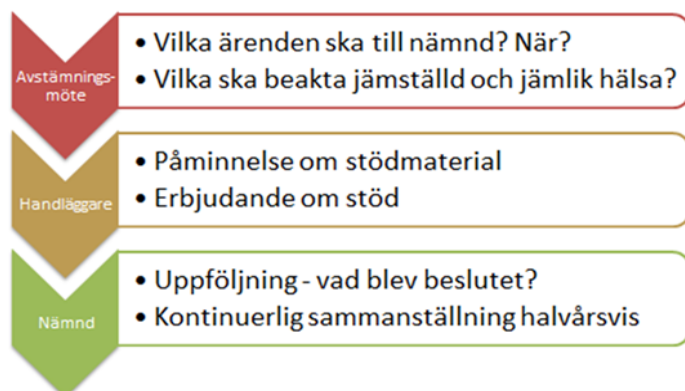 Avstämnings-
möte
• Vilka ärenden ska till nämnd? När?
• Vilka ska beakta jämställd och jämlik hälsa?
Handläggare
• Påminnelse om stödmaterial
• Erbjudande om stöd
Nämnd
• Uppföljning - vad blev beslutet?
• Kontinuerlig sammanställning halvårsvis